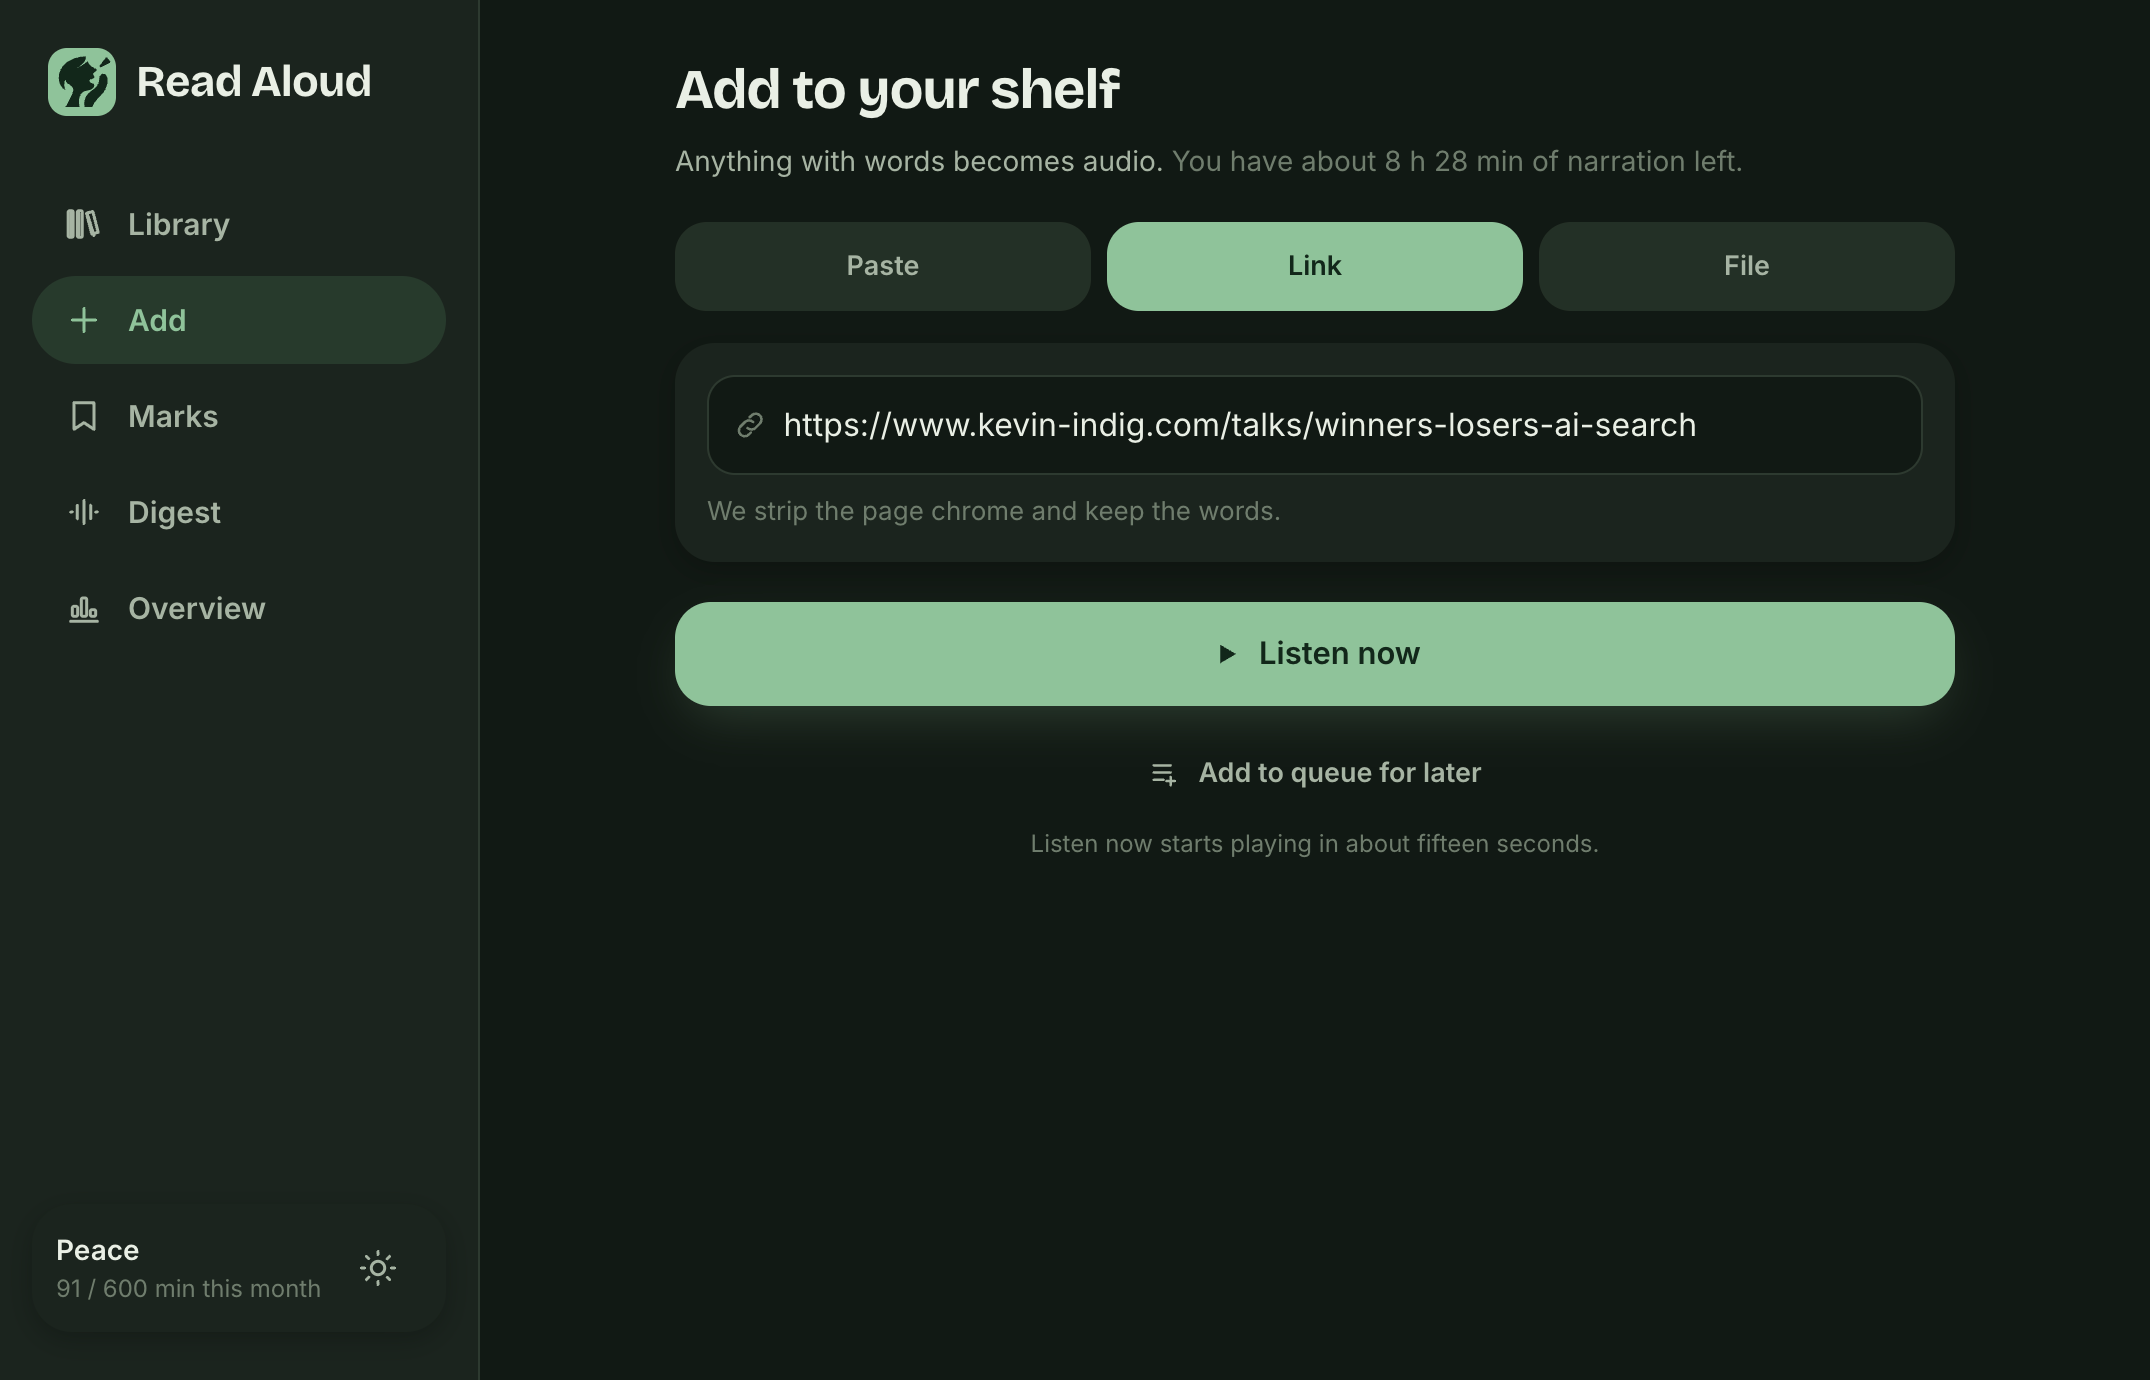 Read Aloud
Library
Add
Marks
Digest
Overview
Peace
91 / 600 min this month
Add to your shelf
Anything with words becomes audio. You have about 8 h 28 min of narration left.
Paste
Link
File
https://www.kevin-indig.com/talks/winners-losers-ai-search
We strip the page chrome and keep the words.
Listen now
Add to queue for later
Listen now starts playing in about fifteen seconds.